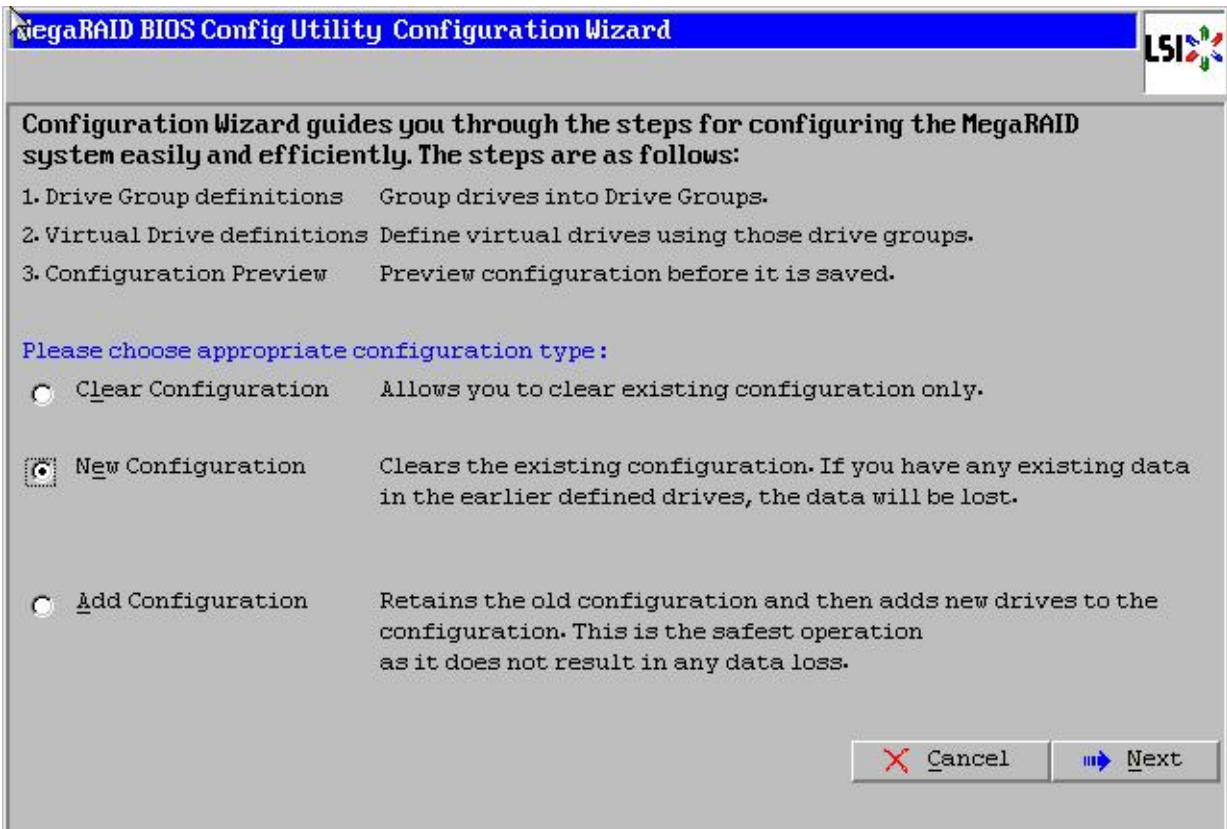 MegaRAID BIOS Config Utility Configuration Wizard
LSI
Configuration Wizard guides you through the steps for configuring the MegaRAID
system easily and efficiently. The steps are as follows:
1. Drive Group definitions Group drives into Drive Groups.
2. Virtual Drive definitions Define virtual drives using those drive groups.
3. Configuration Preview Preview configuration before it is saved.
Please choose appropriate configuration type:
Clear Configuration Allows you to clear existing configuration only.
New Configuration Clears the existing configuration. If you have any existing data
in the earlier defined drives, the data will be lost.
Add Configuration Retains the old configuration and then adds new drives to the
configuration. This is the safest operation
as it does not result in any data loss.
Cancel Next